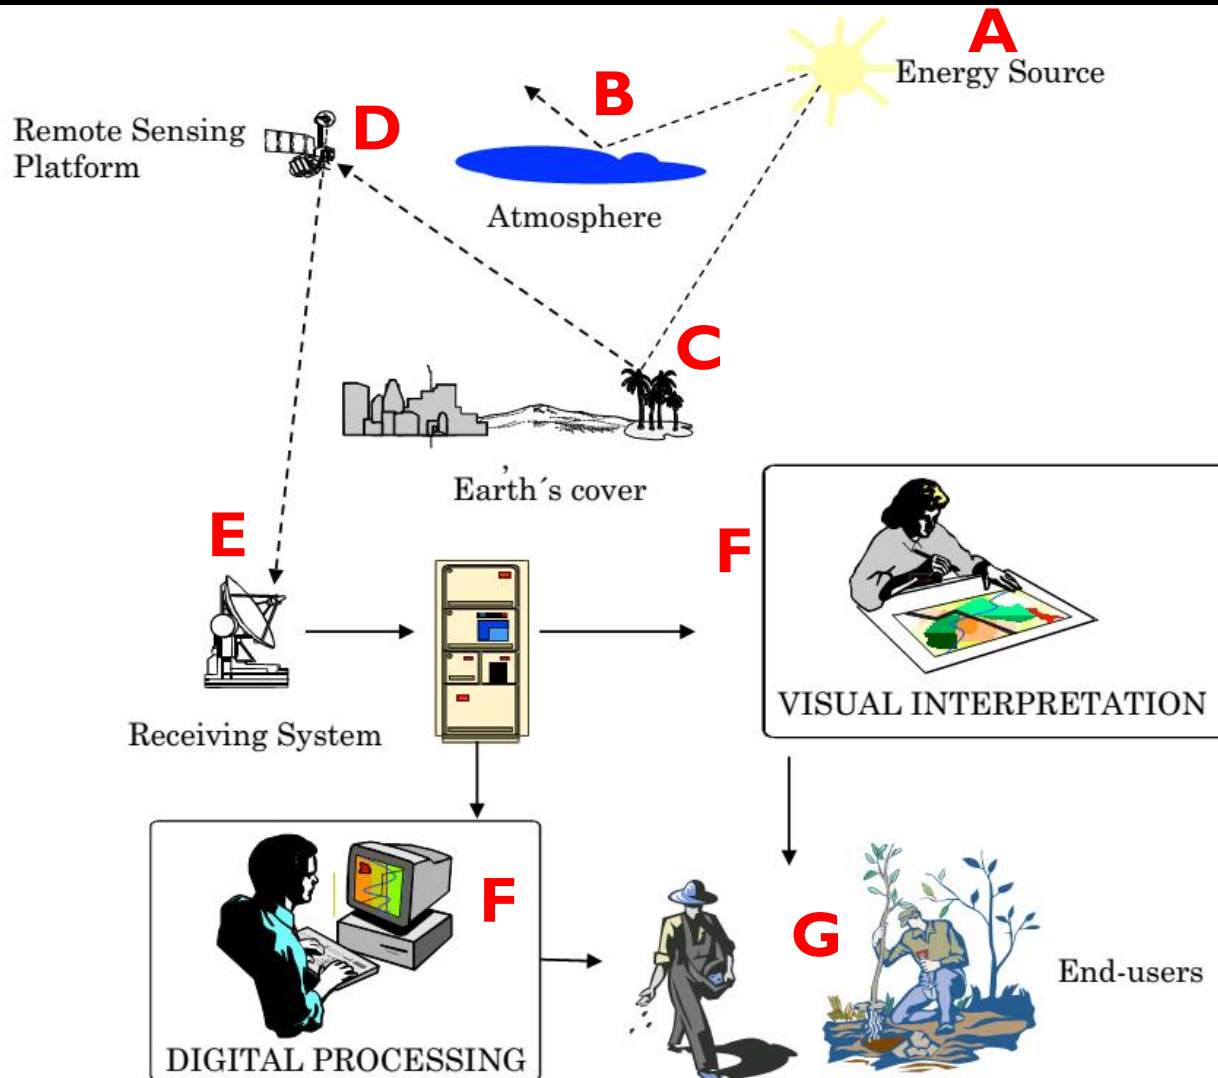 A
Energy Source
B
D
Remote Sensing
Platform
Atmosphere
C
Earth´s cover
E
F
Receiving System
VISUAL INTERPRETATION
F
G
End-users
DIGITAL PROCESSING